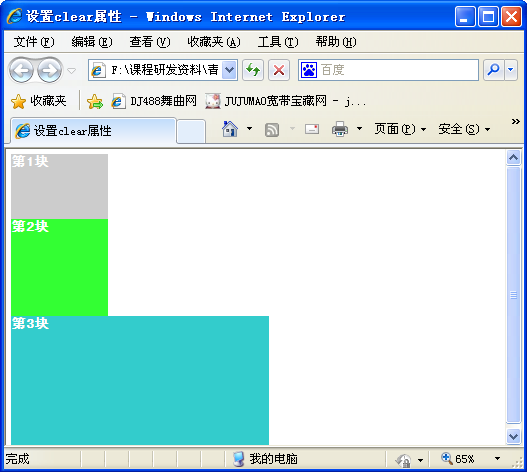 设置clear属性 - Windows Internet Explorer
文件(F) 编辑(E) 查看(V) 收藏夹(A) 工具(T) 帮助(H)
F:\课程研发资料\青 百度
收藏夹 DJ488舞曲网 JUJUMAO宽带宝藏网 - j...
设置clear属性 页面(P) 安全(S) »
第1块
第2块
第3块
完成 我的电脑 65%